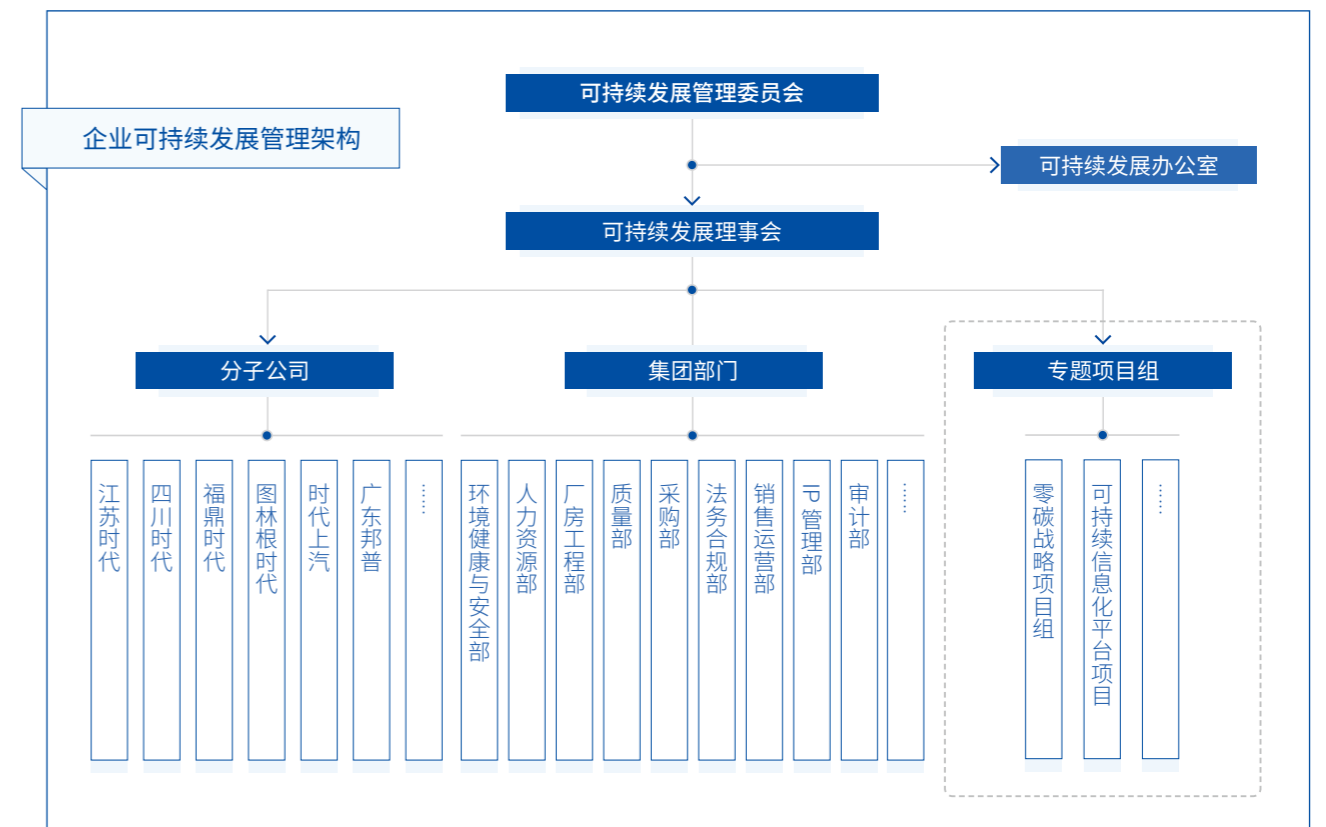 可持续发展管理委员会
企业可持续发展管理架构
可持续发展办公室
可持续发展理事会
分子公司
集团部门
专题项目组
江苏时代
四川时代
福鼎时代
图林根时代
时代上汽
广东邦普
……
环境健康与安全部
人力资源部
厂房工程部
质量部
采购部
法务合规部
销售运营部
IP 管理部
审计部
……
零碳战略项目组
可持续信息化平台项目
……